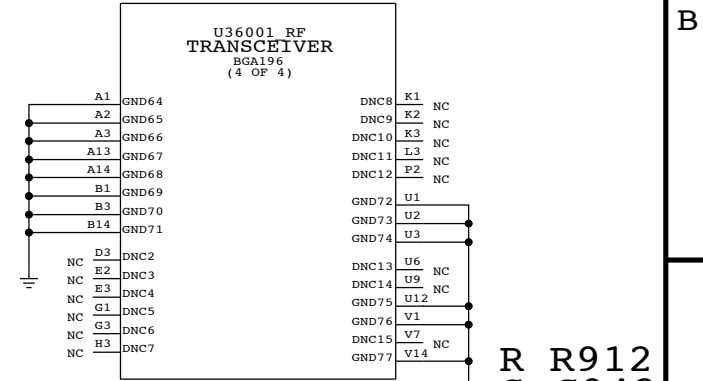 B
U36001_RF
TRANSCEIVER
BGA196
(4 OF 4)
A1 GND64
A2 GND65
A3 GND66
A13 GND67
A14 GND68
B1 GND69
B3 GND70
B14 GND71
NC D3 DNC2
NC E2 DNC3
NC E3 DNC4
NC G1 DNC5
NC G3 DNC6
NC H3 DNC7
DNC8 K1 NC
DNC9 K2 NC
DNC10 K3 NC
DNC11 L3 NC
DNC12 P2 NC
GND72 U1
GND73 U2
GND74 U3
DNC13 U6 NC
DNC14 U9 NC
GND75 U12
GND76 V1
DNC15 V7 NC
GND77 V14
R R912